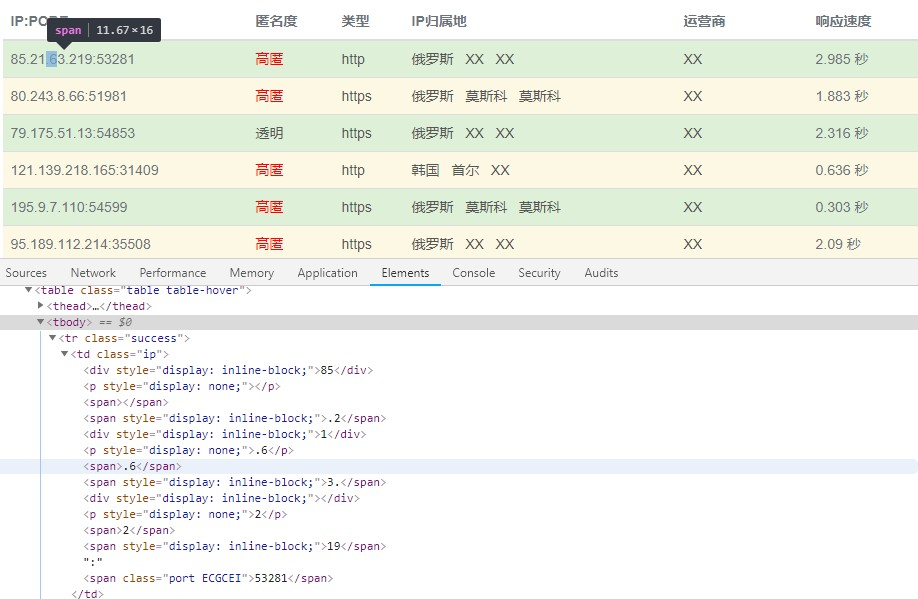 IP:PO
匿名度 类型 IP归属地 运营商 响应速度
span 11.67×16
85.21.63.219:53281 高匿 http 俄罗斯 XX XX XX 2.985 秒
80.243.8.66:51981 高匿 https 俄罗斯 莫斯科 莫斯科 XX 1.883 秒
79.175.51.13:54853 透明 https 俄罗斯 XX XX XX 2.316 秒
121.139.218.165:31409 高匿 http 韩国 首尔 XX XX 0.636 秒
195.9.7.110:54599 高匿 https 俄罗斯 莫斯科 莫斯科 XX 0.303 秒
95.189.112.214:35508 高匿 https 俄罗斯 XX XX XX 2.09 秒
Sources Network Performance Memory Application Elements Console Security Audits
▼<table class="table table-hover">
▶<thead>…</thead>
▼<tbody> == $0
▼<tr class="success">
▼<td class="ip">
<div style="display: inline-block;">85</div>
<p style="display: none;"></p>
<span></span>
<span style="display: inline-block;">.2</span>
<div style="display: inline-block;">1</div>
<p style="display: none;">.6</p>
<span>.6</span>
<span style="display: inline-block;">3.</span>
<div style="display: inline-block;"></div>
<p style="display: none;">2</p>
<span>2</span>
<span style="display: inline-block;">19</span>
":"
<span class="port ECGCEI">53281</span>
</td>